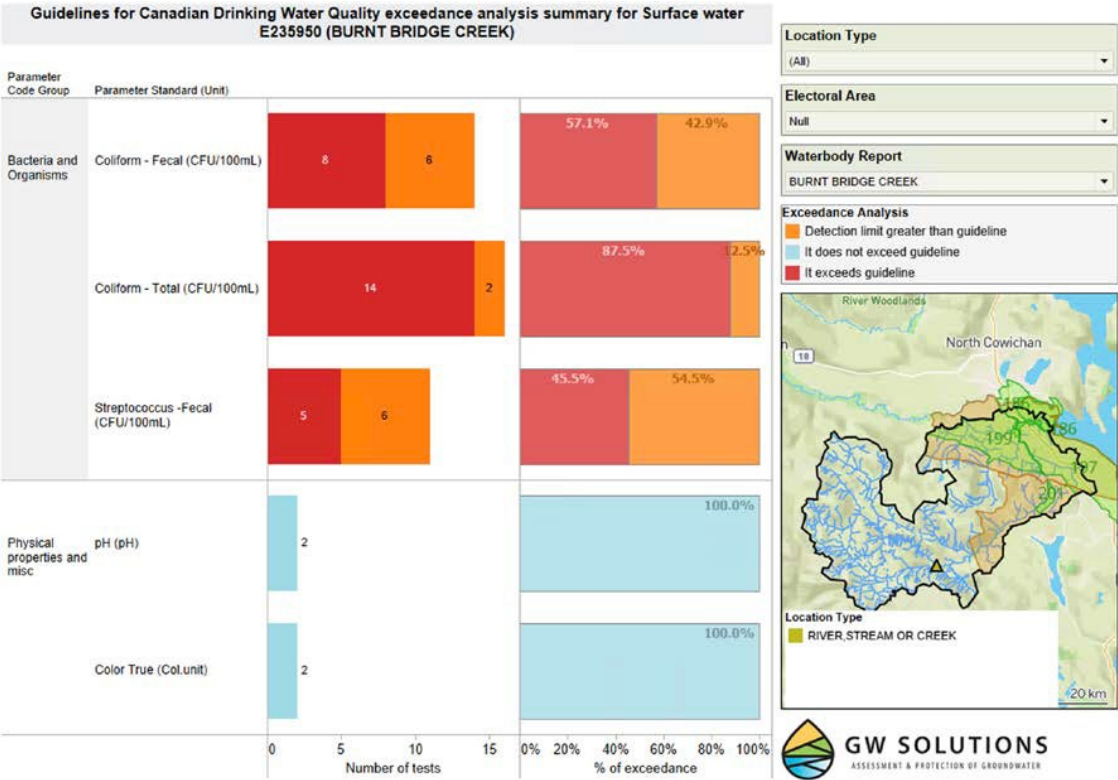 Guidelines for Canadian Drinking Water Quality exceedance analysis summary for Surface water
E235950 (BURNT BRIDGE CREEK)
Parameter
Code Group
Parameter Standard (Unit)
Bacteria and
Organisms
Coliform - Fecal (CFU/100mL)
8
6
57.1%
42.9%
Coliform - Total (CFU/100mL)
14
2
87.5%
12.5%
Streptococcus -Fecal
(CFU/100mL)
5
6
45.5%
54.5%
Physical
properties and
misc
pH (pH)
2
100.0%
Color True (Col.unit)
2
100.0%
0
5
10
15
Number of tests
0%
20%
40%
60%
80%
100%
% of exceedance
Location Type
(All)
Electoral Area
Null
Waterbody Report
BURNT BRIDGE CREEK
Exceedance Analysis
Detection limit greater than guideline
It does not exceed guideline
It exceeds guideline
River Woodlands
North Cowichan
18
199
201
Location Type
RIVER,STREAM OR CREEK
20 km
GW SOLUTIONS
ASSESSMENT & PROTECTION OF GROUNDWATER